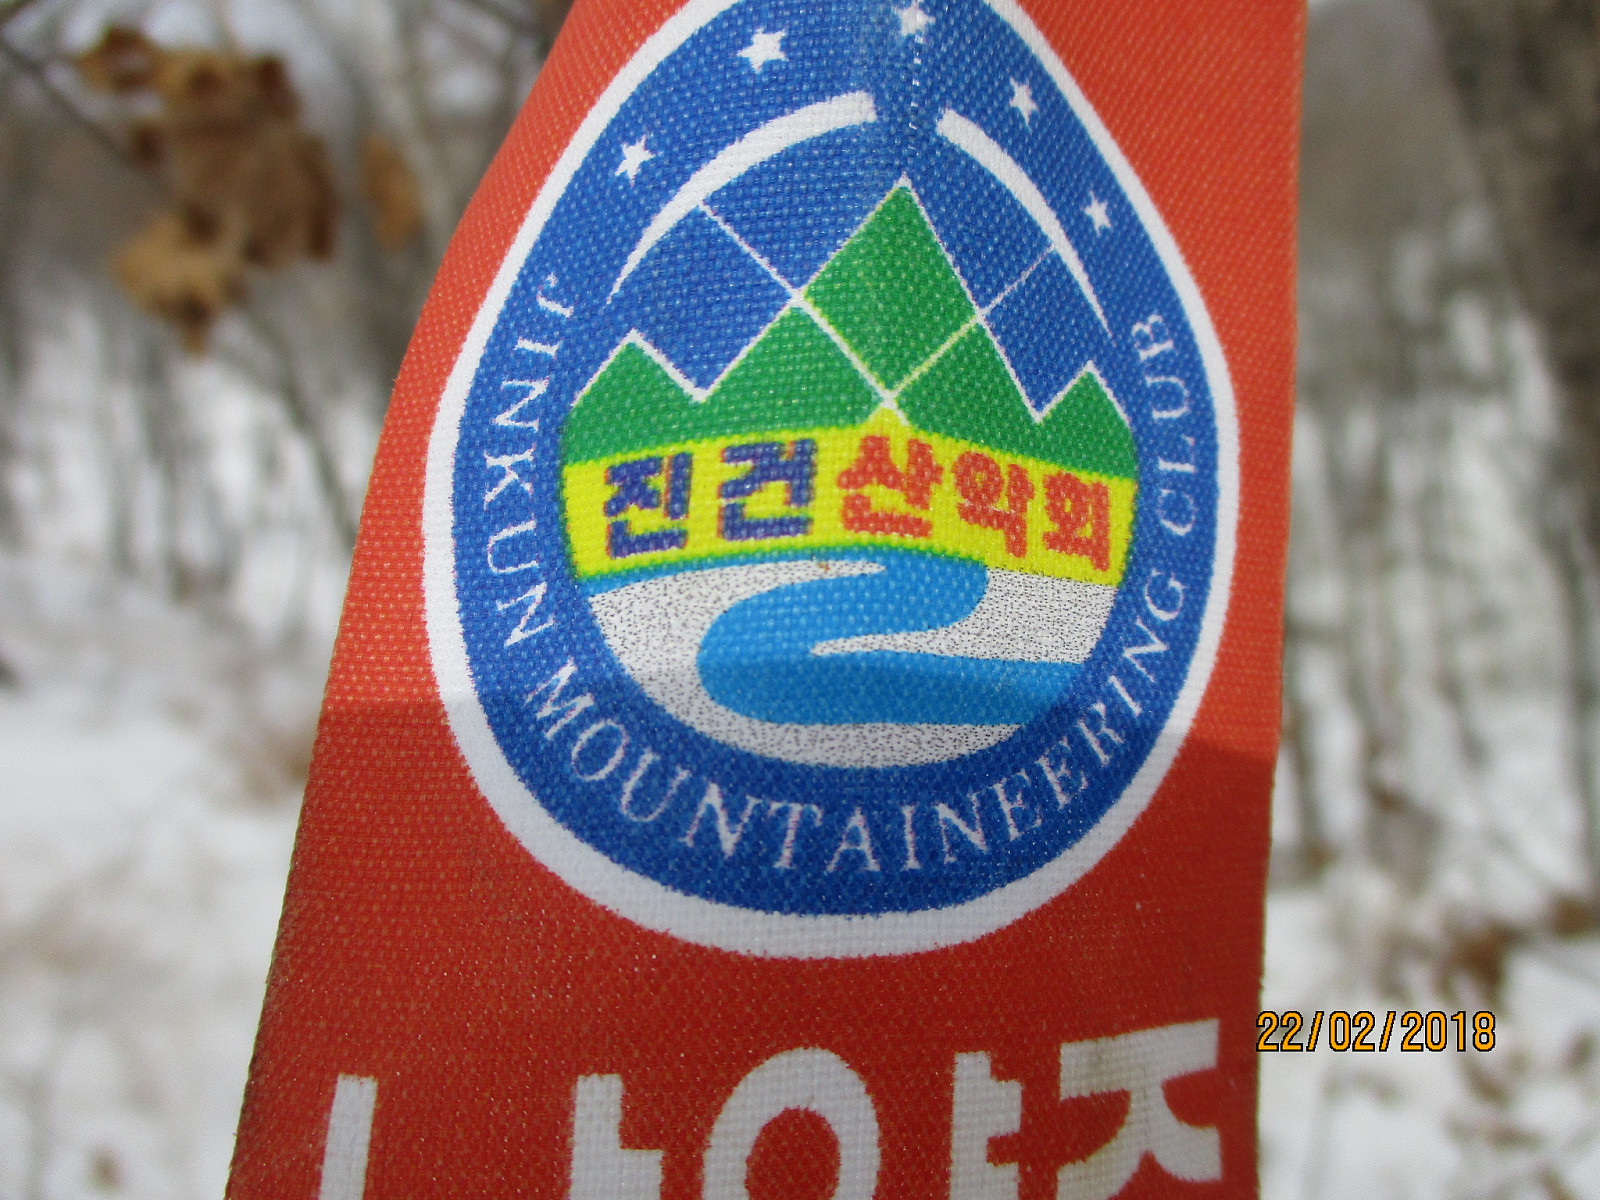 진건산악회
JINKUN MOUNTAINEERING CLUB
22/02/2018